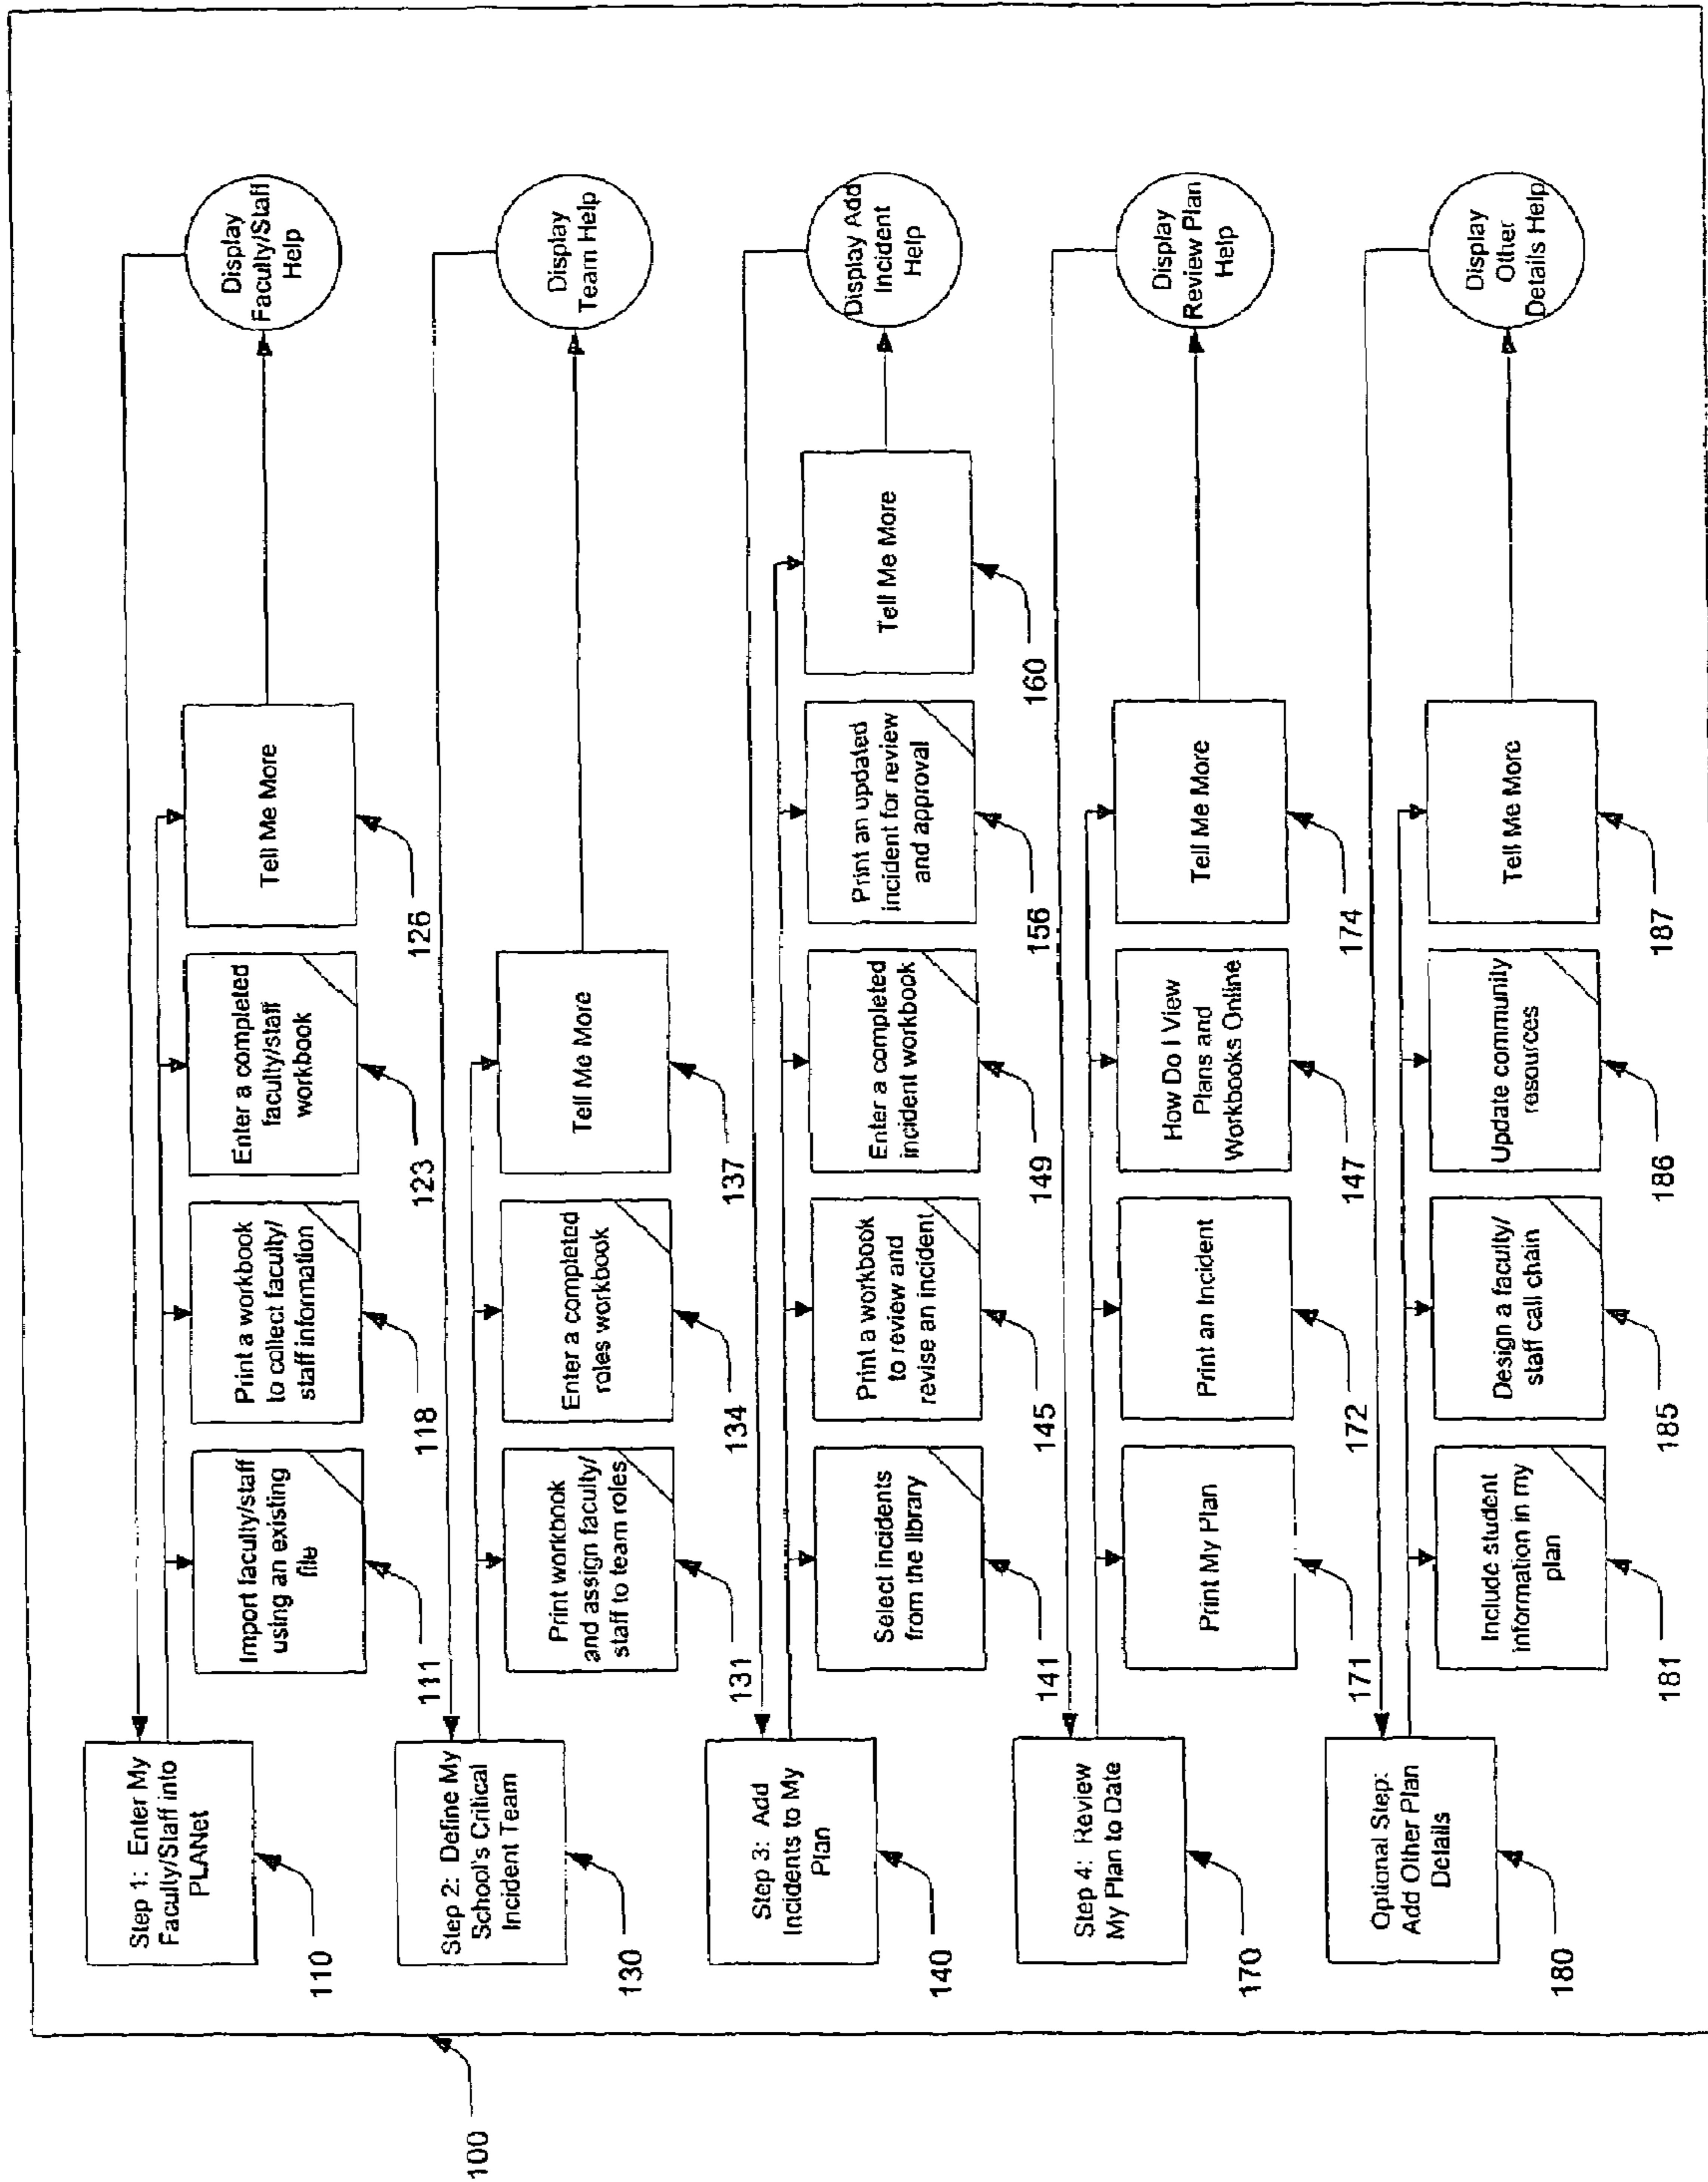 100
Step 1: Enter My
Faculty/Staff into
PLANet
110
Import faculty/staff
using an existing
file
111
Print a workbook
to collect faculty/
staff information
118
Enter a completed
faculty/staff
workbook
123
Tell Me More
126
Display
Faculty/Staff
Help
Step 2: Define My
School's Critical
Incident Team
130
Print workbook
and assign faculty/
staff to team roles
131
Enter a completed
roles workbook
134
Tell Me More
137
Display
Team Help
Step 3: Add
Incidents to My
Plan
140
Select incidents
from the library
141
Print a workbook
to review and
revise an incident
145
Enter a completed
incident workbook
149
Print an updated
incident for review
and approval
156
Tell Me More
160
Display Add
Incident
Help
Step 4: Review
My Plan to Date
170
Print My Plan
171
Print an Incident
172
How Do I View
Plans and
Workbooks Online
147
Tell Me More
174
Display
Review Plan
Help
Optional Step:
Add Other Plan
Details
180
Include student
information in my
plan
181
Design a faculty/
staff call chain
185
Update community
resources
186
Tell Me More
187
Display
Other
Details Help